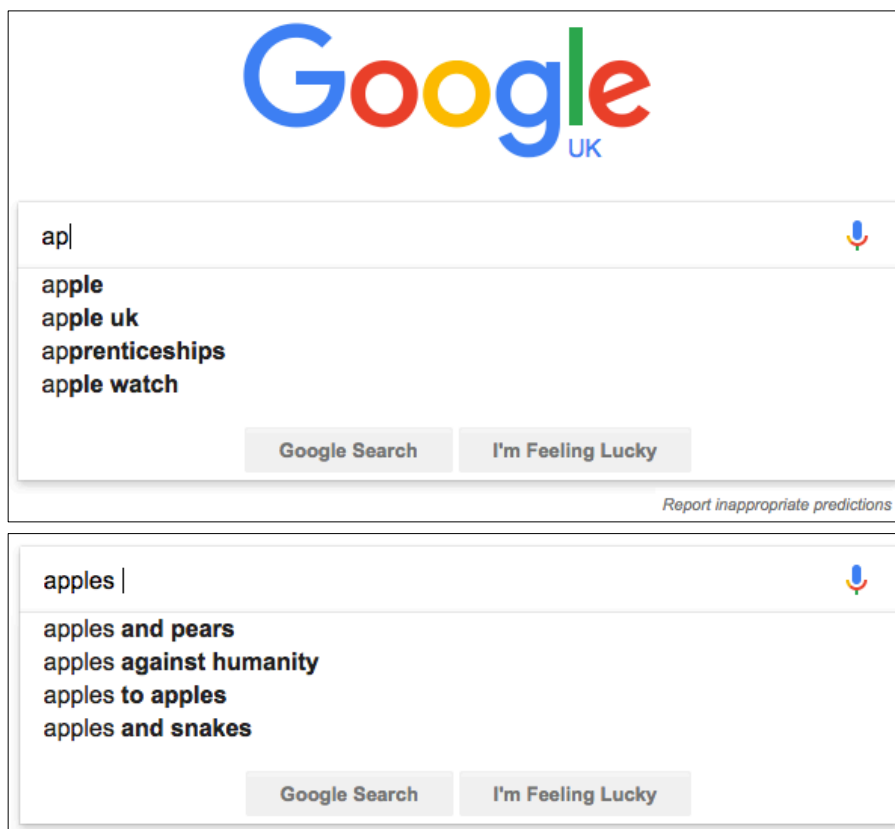 Google
UK
ap
apple
apple uk
apprenticeships
apple watch
Google Search I'm Feeling Lucky
Report inappropriate predictions
apples
apples and pears
apples against humanity
apples to apples
apples and snakes
Google Search I'm Feeling Lucky